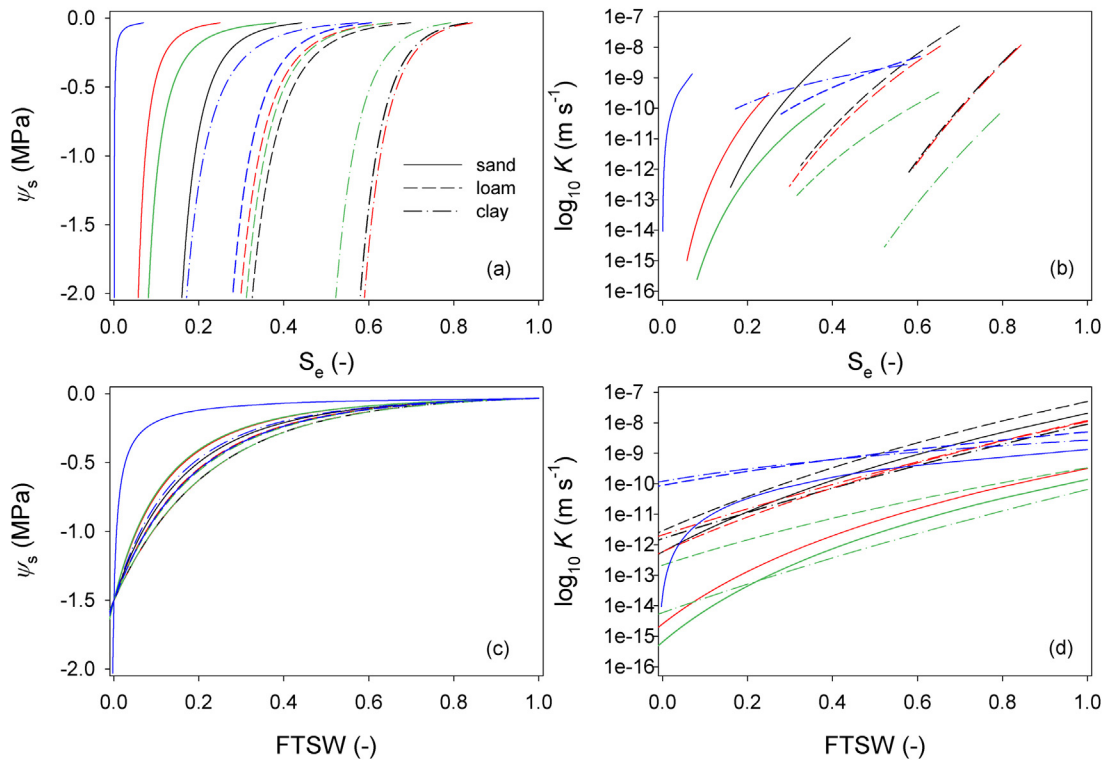 0.0
-0.5
-1.0
-1.5
-2.0
ψs (MPa)
sand
loam
clay
(a)
0.0 0.2 0.4 0.6 0.8 1.0
Se (-)
1e-7
1e-8
1e-9
1e-10
1e-11
1e-12
1e-13
1e-14
1e-15
1e-16
log10 K (m s-1)
(b)
0.0 0.2 0.4 0.6 0.8 1.0
Se (-)
0.0
-0.5
-1.0
-1.5
-2.0
ψs (MPa)
(c)
0.0 0.2 0.4 0.6 0.8 1.0
FTSW (-)
1e-7
1e-8
1e-9
1e-10
1e-11
1e-12
1e-13
1e-14
1e-15
1e-16
log10 K (m s-1)
(d)
0.0 0.2 0.4 0.6 0.8 1.0
FTSW (-)